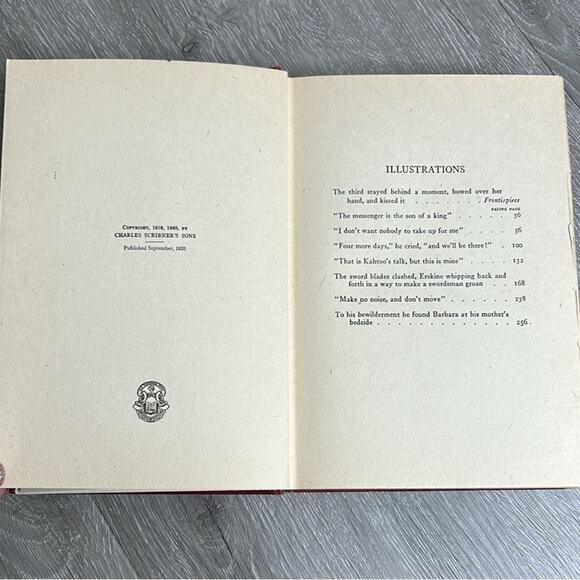 COPYRIGHT, 1919, 1920, BY
CHARLES SCRIBNER'S SONS
Published September, 1920
ILLUSTRATIONS
The third stayed behind a moment, bowed over her
hand, and kissed it . . . . . . . Frontispiece
FACING PAGE
"The messenger is the son of a king" . . . . . 36
"I don't want nobody to take up for me" . . . . 56
"Four more days," he cried, "and we'll be there!" . 100
"That is Kahtoo's talk, but this is mine" . . . . 132
The sword blades clashed, Erskine whipping back and
forth in a way to make a swordsman groan . . 168
"Make no noise, and don't move" . . . . . . 238
To his bewilderment he found Barbara at his mother's
bedside . . . . . . . . . . . . 256